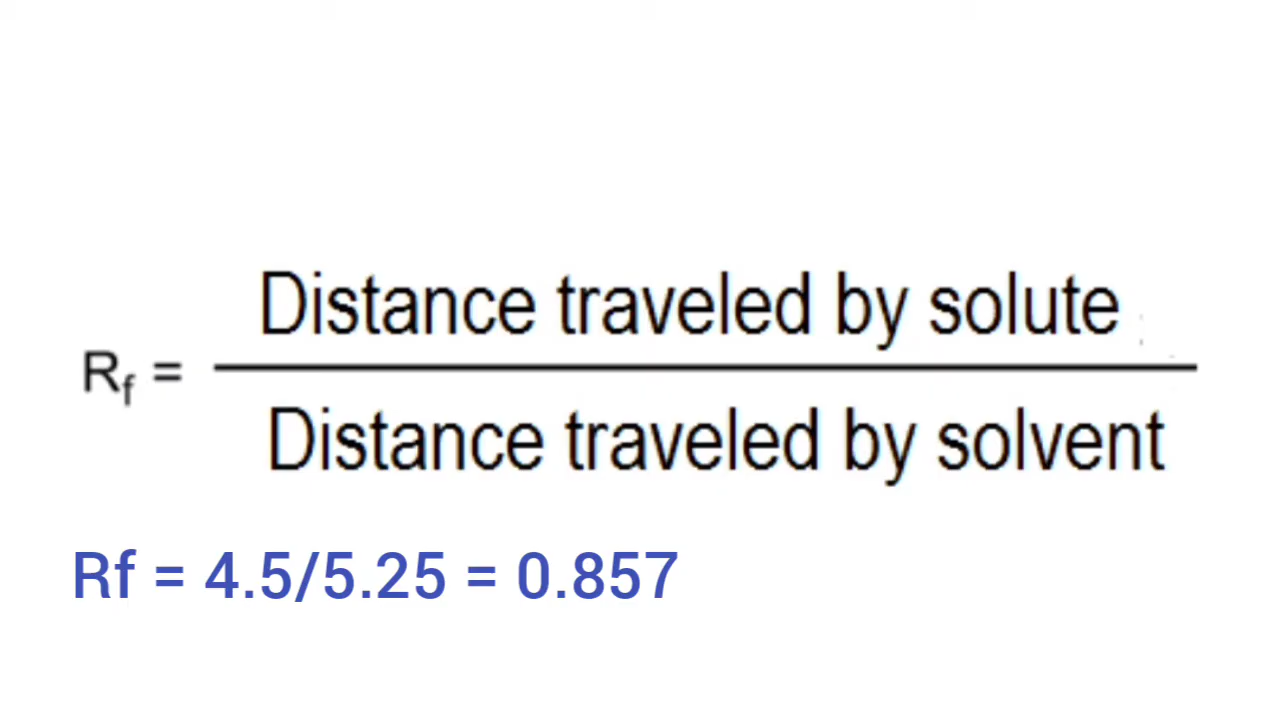 Distance traveled by solute
Rf =
Distance traveled by solvent
Rf = 4.5/5.25 = 0.857